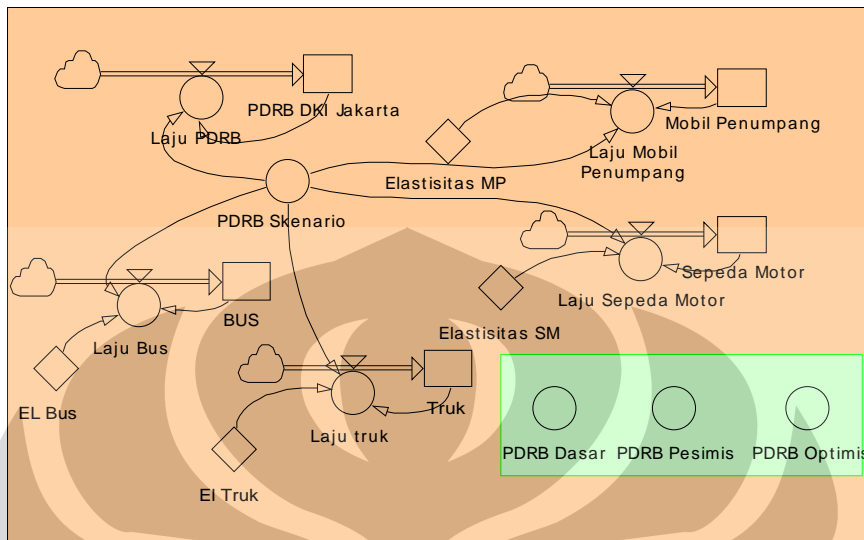 PDRB DKI Jakarta
Laju PDRB
Mobil Penumpang
Laju Mobil
Penumpang
Elastisitas MP
PDRB Skenario
Sepeda Motor
Laju Sepeda Motor
Elastisitas SM
BUS
Laju Bus
EL Bus
Truk
Laju truk
El Truk
PDRB Dasar
PDRB Pesimis
PDRB Optimis